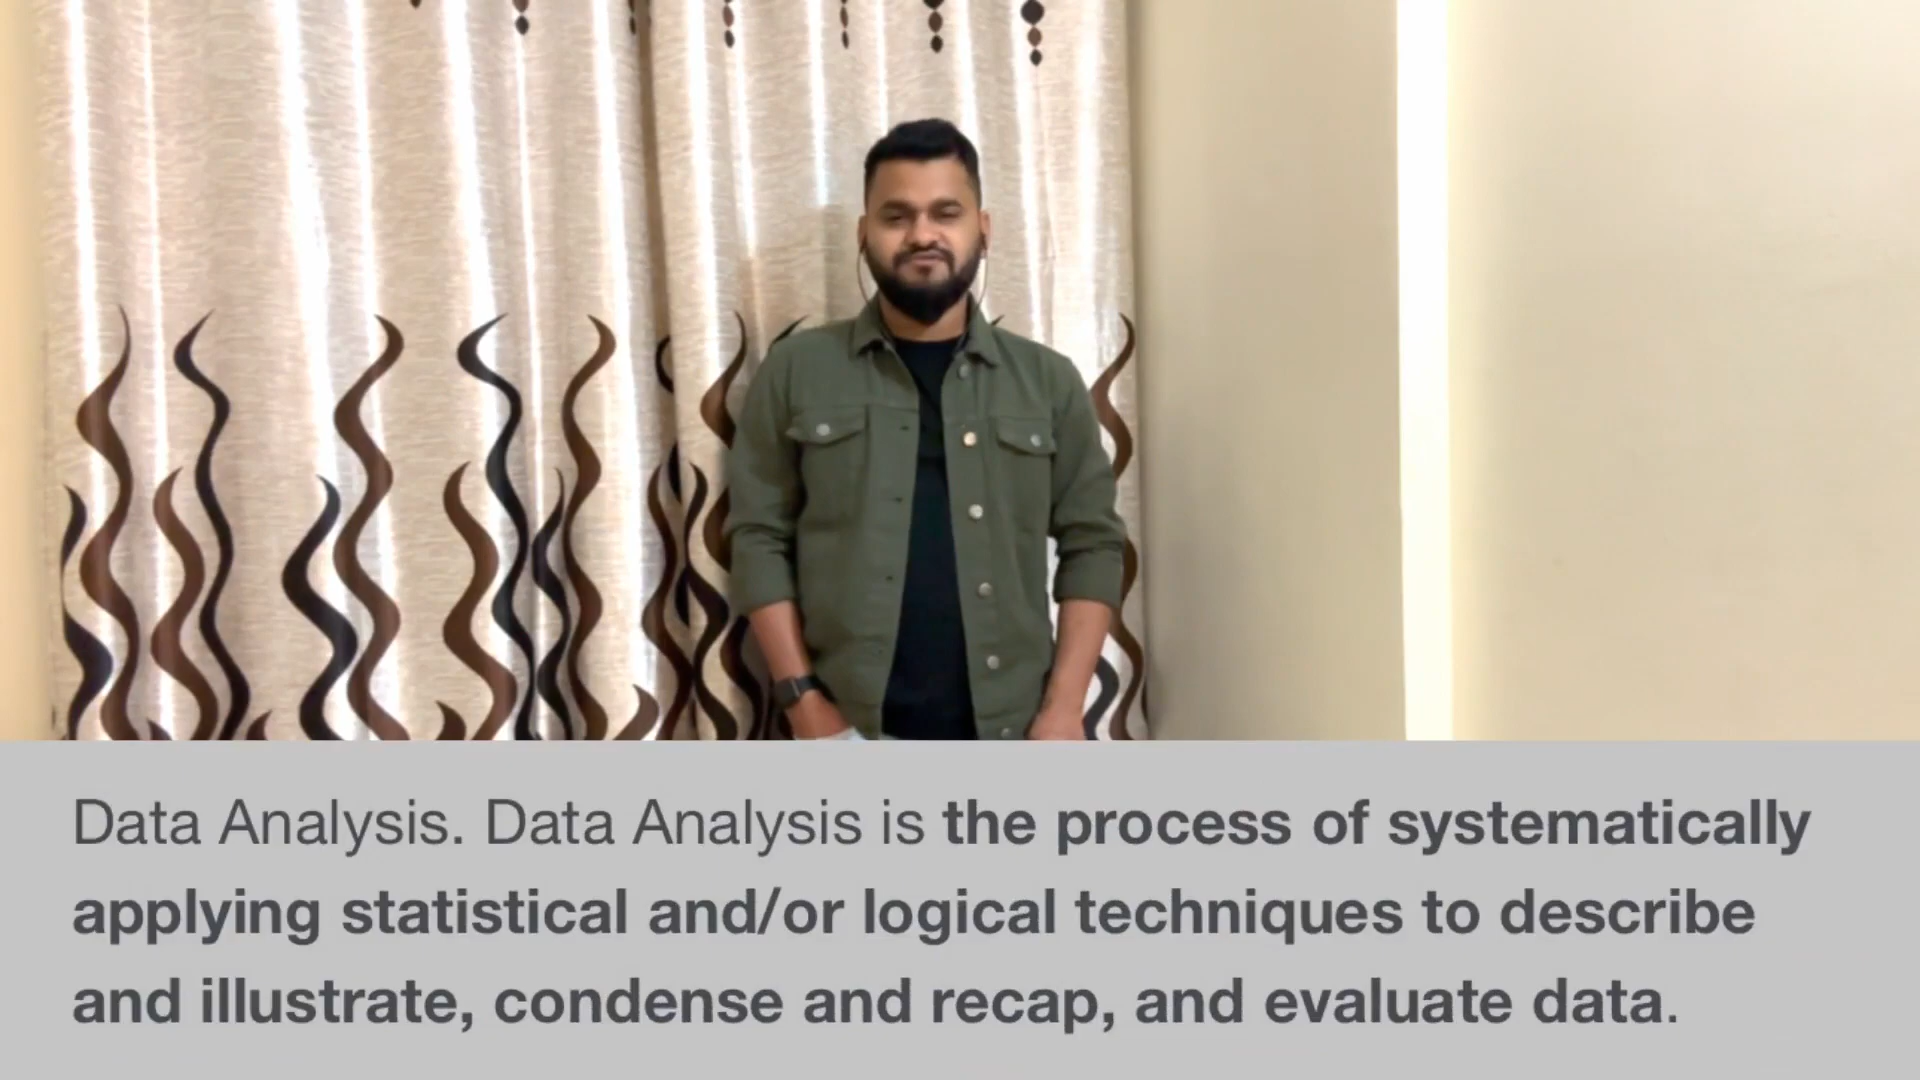 Data Analysis. Data Analysis is the process of systematically
applying statistical and/or logical techniques to describe
and illustrate, condense and recap, and evaluate data.